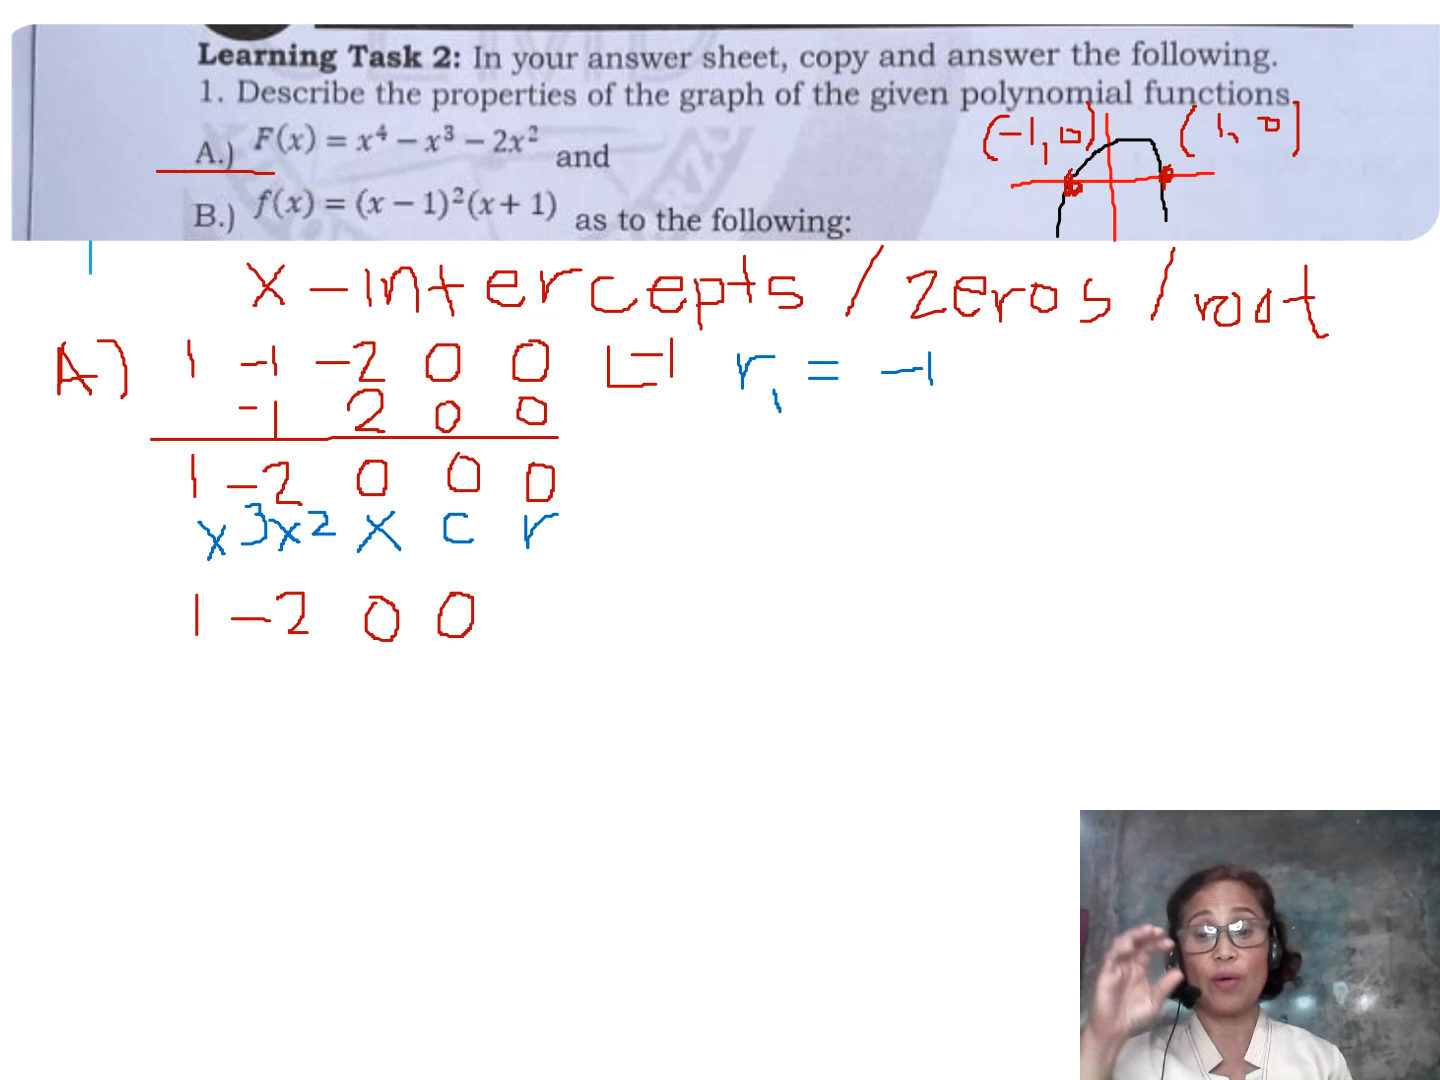 Learning Task 2: In your answer sheet, copy and answer the following.
1. Describe the properties of the graph of the given polynomial functions.
A.) F(x) = x⁴ – x³ – 2x² and
B.) f(x) = (x – 1)²(x + 1) as to the following:
(-1, 0) (1, 0)
x-intercepts / zeros / root
A) 1 -1 -2 0 0 ∟-1 r₁ = -1
-1 2 0 0
1 -2 0 0 0
x³ x² x c r
1 -2 0 0